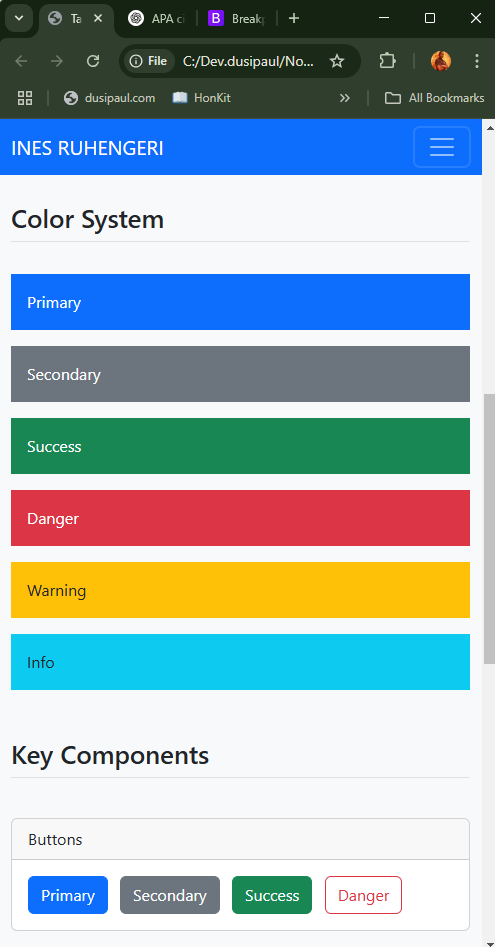 Ta
APA ci
Break
File
C:/Dev.dusipaul/No...
dusipaul.com
HonKit
All Bookmarks
INES RUHENGERI
Color System
Primary
Secondary
Success
Danger
Warning
Info
Key Components
Buttons
Primary Secondary Success Danger